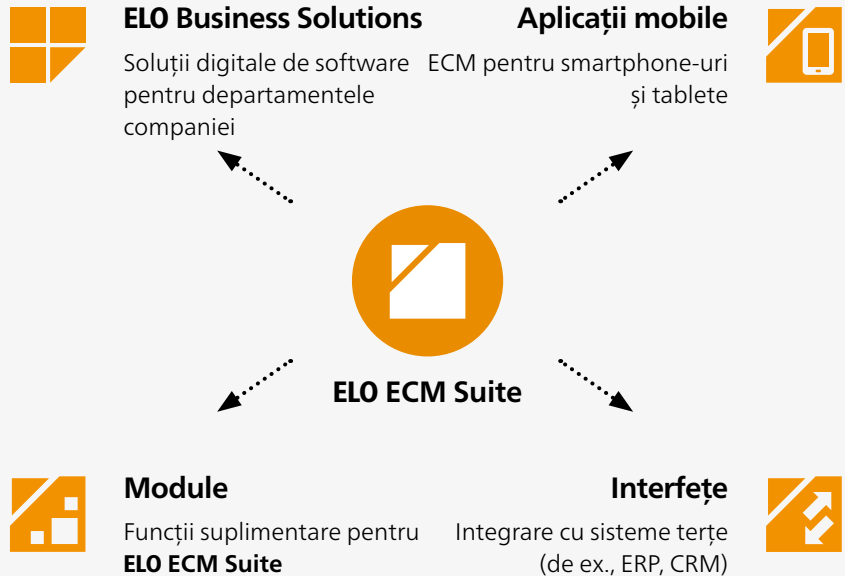 ELO Business Solutions
Soluții digitale de software
pentru departamentele
companiei
Aplicații mobile
ECM pentru smartphone-uri
și tablete
ELO ECM Suite
Module
Funcții suplimentare pentru
ELO ECM Suite
Interfețe
Integrare cu sisteme terțe
(de ex., ERP, CRM)